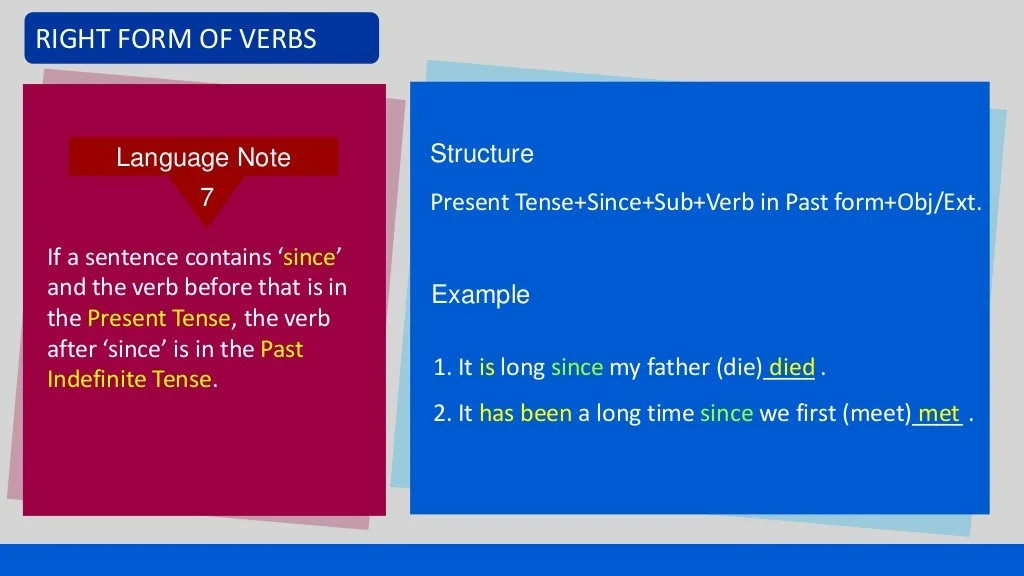 RIGHT FORM OF VERBS
Language Note
7
If a sentence contains ‘since’
and the verb before that is in
the Present Tense, the verb
after ‘since’ is in the Past
Indefinite Tense.
Structure
Present Tense+Since+Sub+Verb in Past form+Obj/Ext.
Example
1. It is long since my father (die) died .
2. It has been a long time since we first (meet) met .